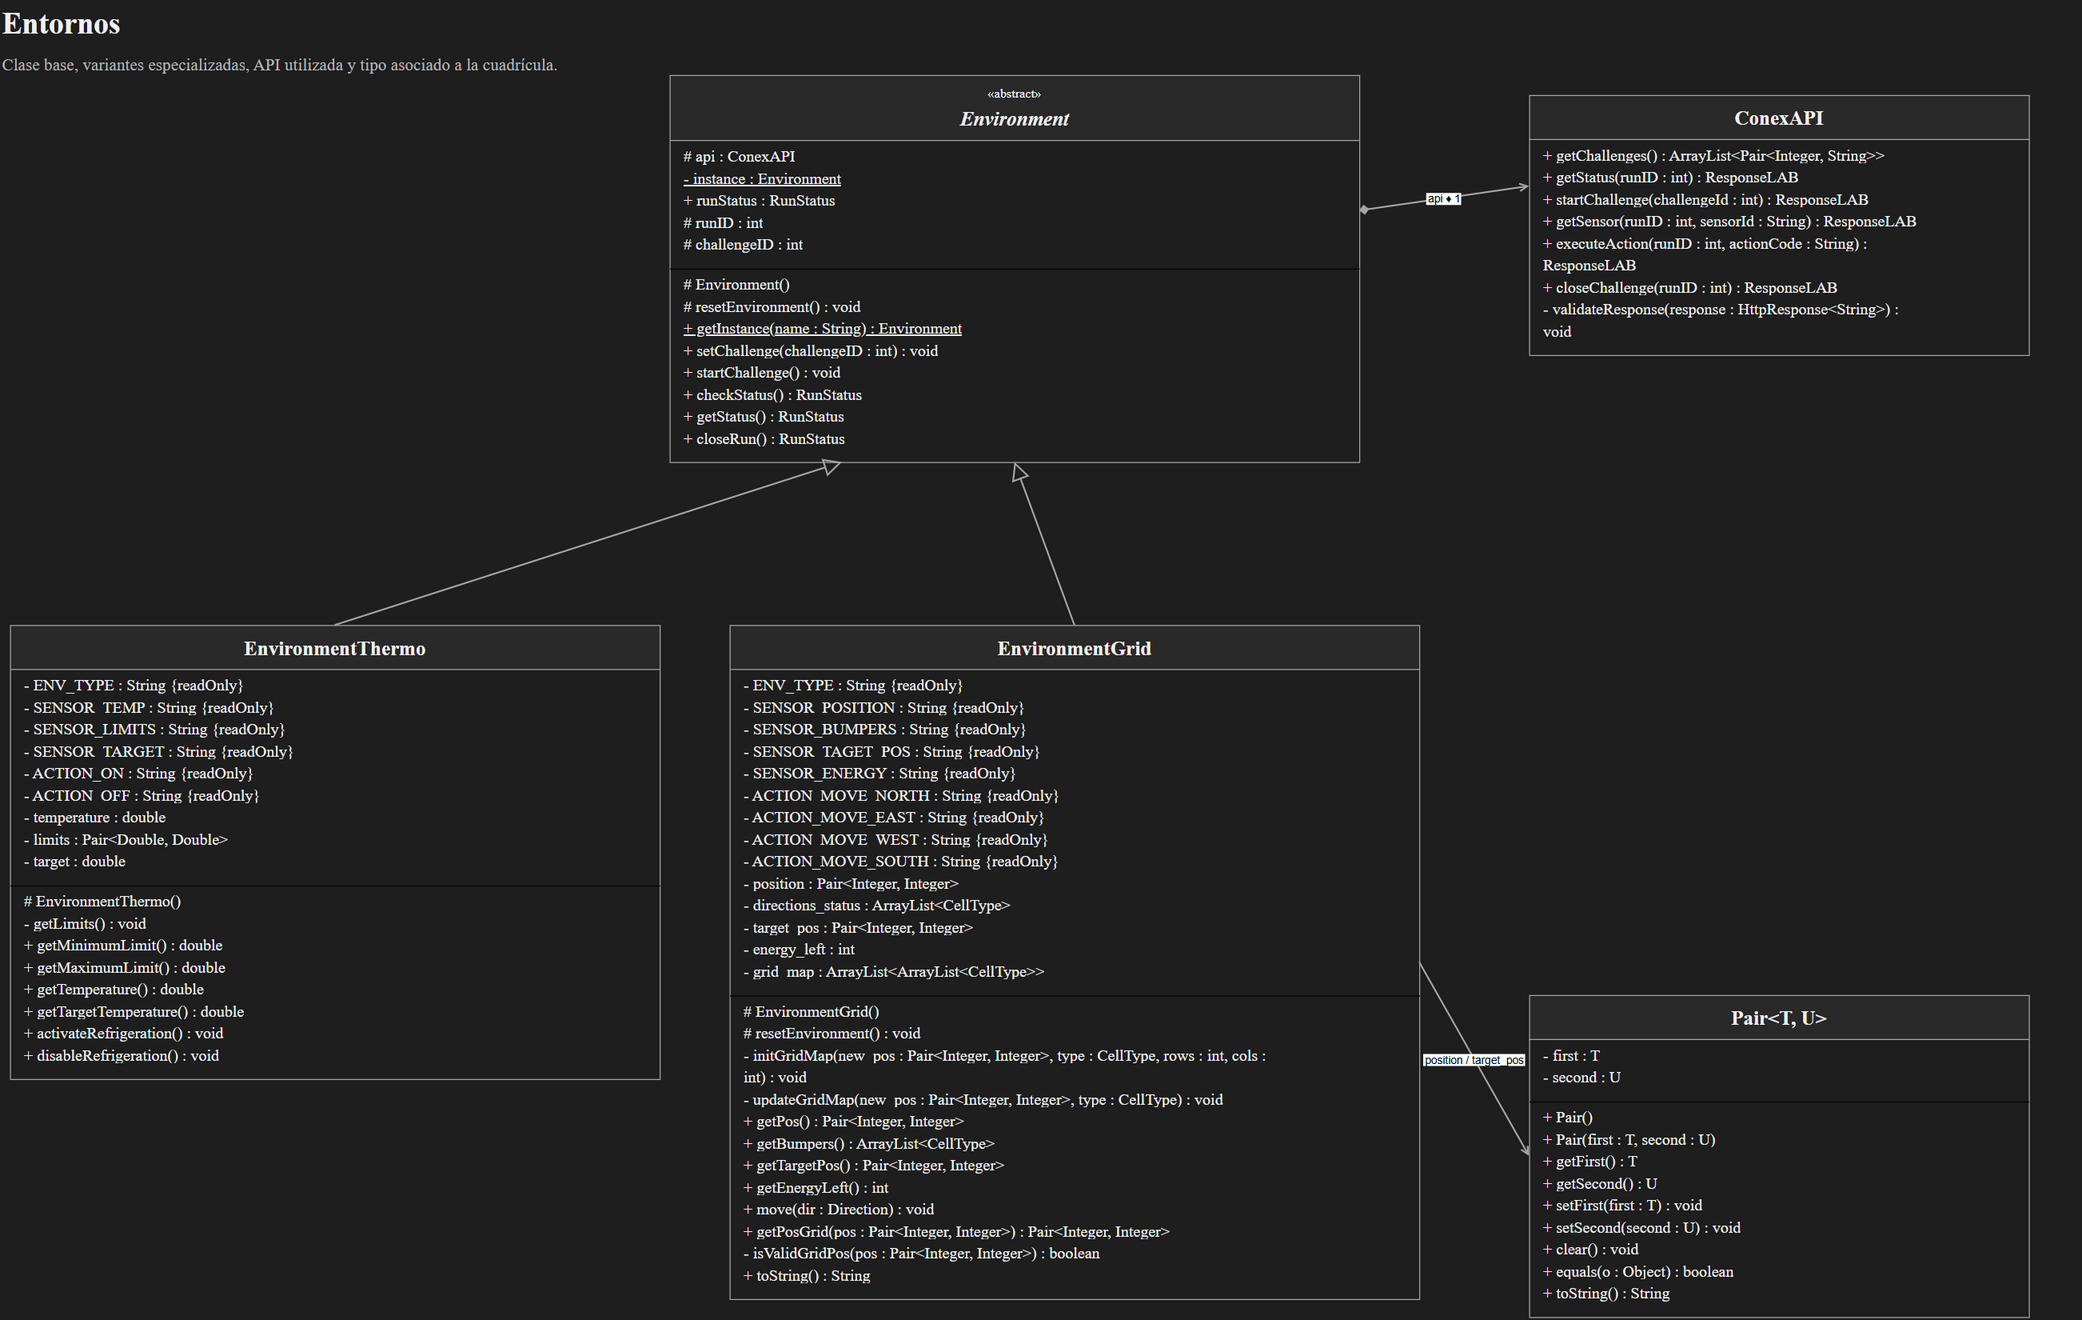 Entornos
Clase base, variantes especializadas, API utilizada y tipo asociado a la cuadrícula.
«abstract»
Environment
# api : ConexAPI
- instance : Environment
+ runStatus : RunStatus
# runID : int
# challengeID : int
# Environment()
# resetEnvironment() : void
+ getInstance(name : String) : Environment
+ setChallenge(challengeID : int) : void
+ startChallenge() : void
+ checkStatus() : RunStatus
+ getStatus() : RunStatus
+ closeRun() : RunStatus
api ♦ 1
ConexAPI
+ getChallenges() : ArrayList<Pair<Integer, String>>
+ getStatus(runID : int) : ResponseLAB
+ startChallenge(challengeId : int) : ResponseLAB
+ getSensor(runID : int, sensorId : String) : ResponseLAB
+ executeAction(runID : int, actionCode : String) :
ResponseLAB
+ closeChallenge(runID : int) : ResponseLAB
- validateResponse(response : HttpResponse<String>) :
void
EnvironmentThermo
- ENV_TYPE : String {readOnly}
- SENSOR_TEMP : String {readOnly}
- SENSOR_LIMITS : String {readOnly}
- SENSOR_TARGET : String {readOnly}
- ACTION_ON : String {readOnly}
- ACTION_OFF : String {readOnly}
- temperature : double
- limits : Pair<Double, Double>
- target : double
# EnvironmentThermo()
- getLimits() : void
+ getMinimumLimit() : double
+ getMaximumLimit() : double
+ getTemperature() : double
+ getTargetTemperature() : double
+ activateRefrigeration() : void
+ disableRefrigeration() : void
EnvironmentGrid
- ENV_TYPE : String {readOnly}
- SENSOR_POSITION : String {readOnly}
- SENSOR_BUMPERS : String {readOnly}
- SENSOR_TAGET_POS : String {readOnly}
- SENSOR_ENERGY : String {readOnly}
- ACTION_MOVE_NORTH : String {readOnly}
- ACTION_MOVE_EAST : String {readOnly}
- ACTION_MOVE_WEST : String {readOnly}
- ACTION_MOVE_SOUTH : String {readOnly}
- position : Pair<Integer, Integer>
- directions_status : ArrayList<CellType>
- target_pos : Pair<Integer, Integer>
- energy_left : int
- grid_map : ArrayList<ArrayList<CellType>>
# EnvironmentGrid()
# resetEnvironment() : void
- initGridMap(new_pos : Pair<Integer, Integer>, type : CellType, rows : int, cols :
int) : void
- updateGridMap(new_pos : Pair<Integer, Integer>, type : CellType) : void
+ getPos() : Pair<Integer, Integer>
+ getBumpers() : ArrayList<CellType>
+ getTargetPos() : Pair<Integer, Integer>
+ getEnergyLeft() : int
+ move(dir : Direction) : void
+ getPosGrid(pos : Pair<Integer, Integer>) : Pair<Integer, Integer>
- isValidGridPos(pos : Pair<Integer, Integer>) : boolean
+ toString() : String
position / target_pos
Pair<T, U>
- first : T
- second : U
+ Pair()
+ Pair(first : T, second : U)
+ getFirst() : T
+ getSecond() : U
+ setFirst(first : T) : void
+ setSecond(second : U) : void
+ clear() : void
+ equals(o : Object) : boolean
+ toString() : String